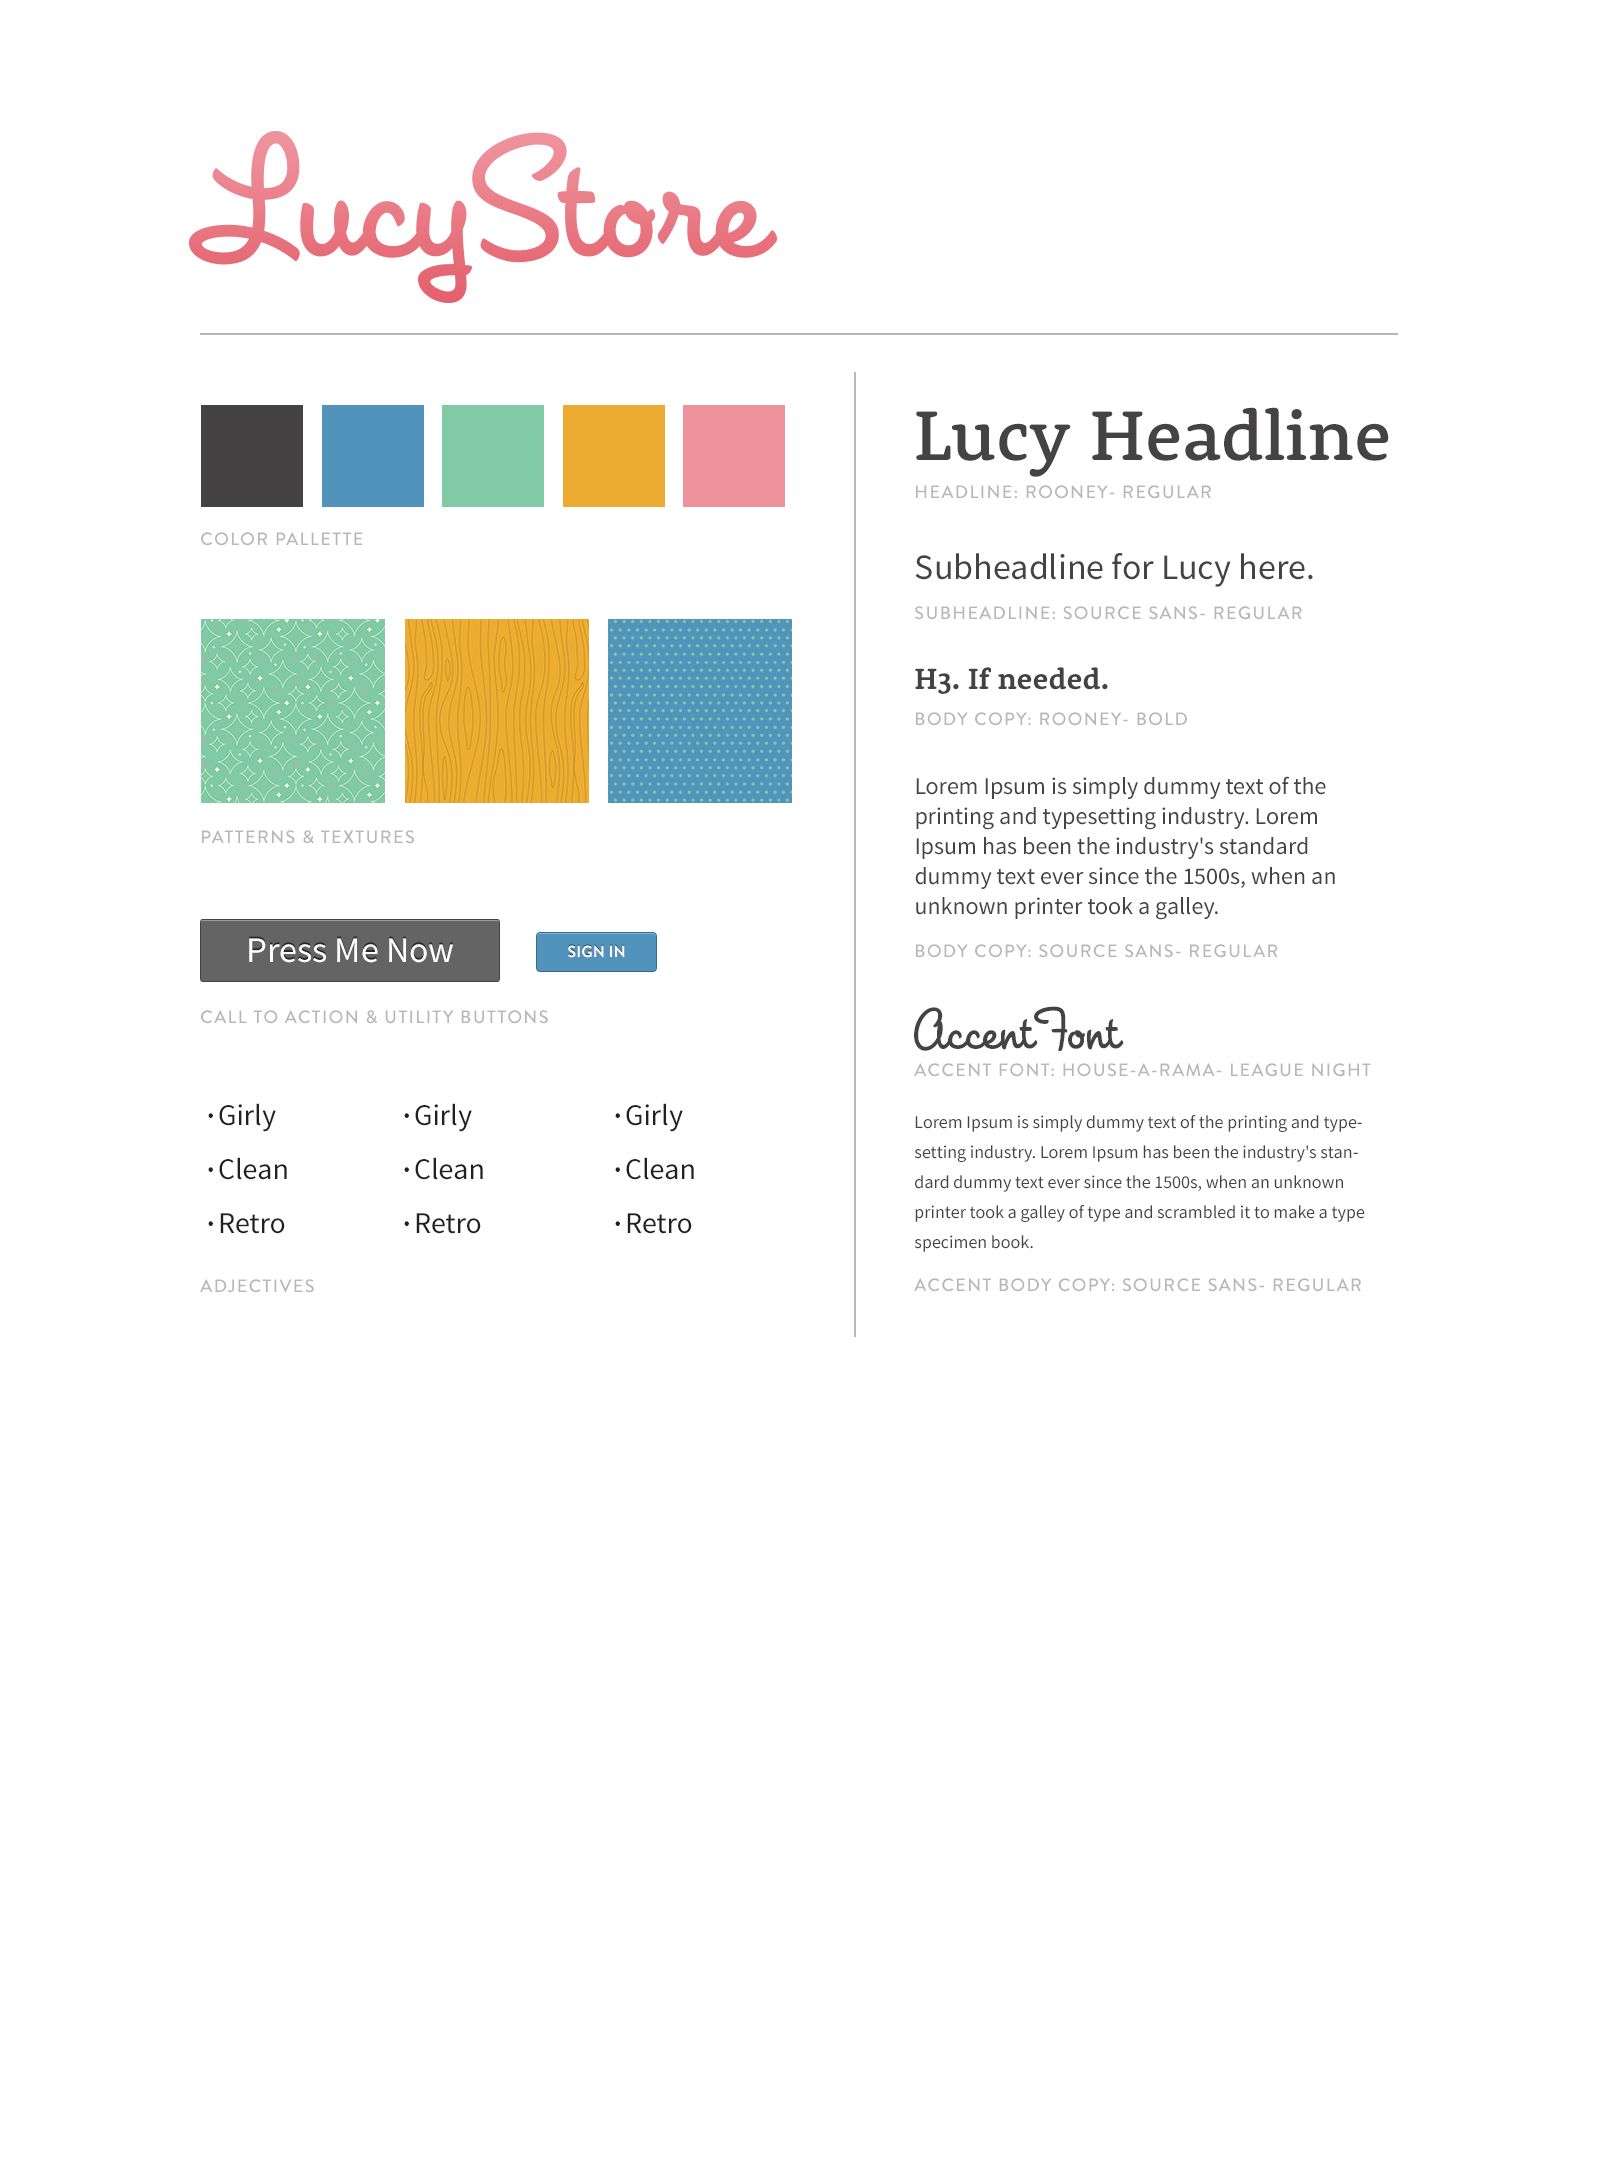 LucyStore
COLOR PALLETTE
PATTERNS & TEXTURES
Press Me Now
SIGN IN
CALL TO ACTION & UTILITY BUTTONS
· Girly · Girly · Girly
· Clean · Clean · Clean
· Retro · Retro · Retro
ADJECTIVES
Lucy Headline
HEADLINE: ROONEY- REGULAR
Subheadline for Lucy here.
SUBHEADLINE: SOURCE SANS- REGULAR
H3. If needed.
BODY COPY: ROONEY- BOLD
Lorem Ipsum is simply dummy text of the
printing and typesetting industry. Lorem
Ipsum has been the industry's standard
dummy text ever since the 1500s, when an
unknown printer took a galley.
BODY COPY: SOURCE SANS- REGULAR
Accent Font
ACCENT FONT: HOUSE-A-RAMA- LEAGUE NIGHT
Lorem Ipsum is simply dummy text of the printing and type-
setting industry. Lorem Ipsum has been the industry's stan-
dard dummy text ever since the 1500s, when an unknown
printer took a galley of type and scrambled it to make a type
specimen book.
ACCENT BODY COPY: SOURCE SANS- REGULAR